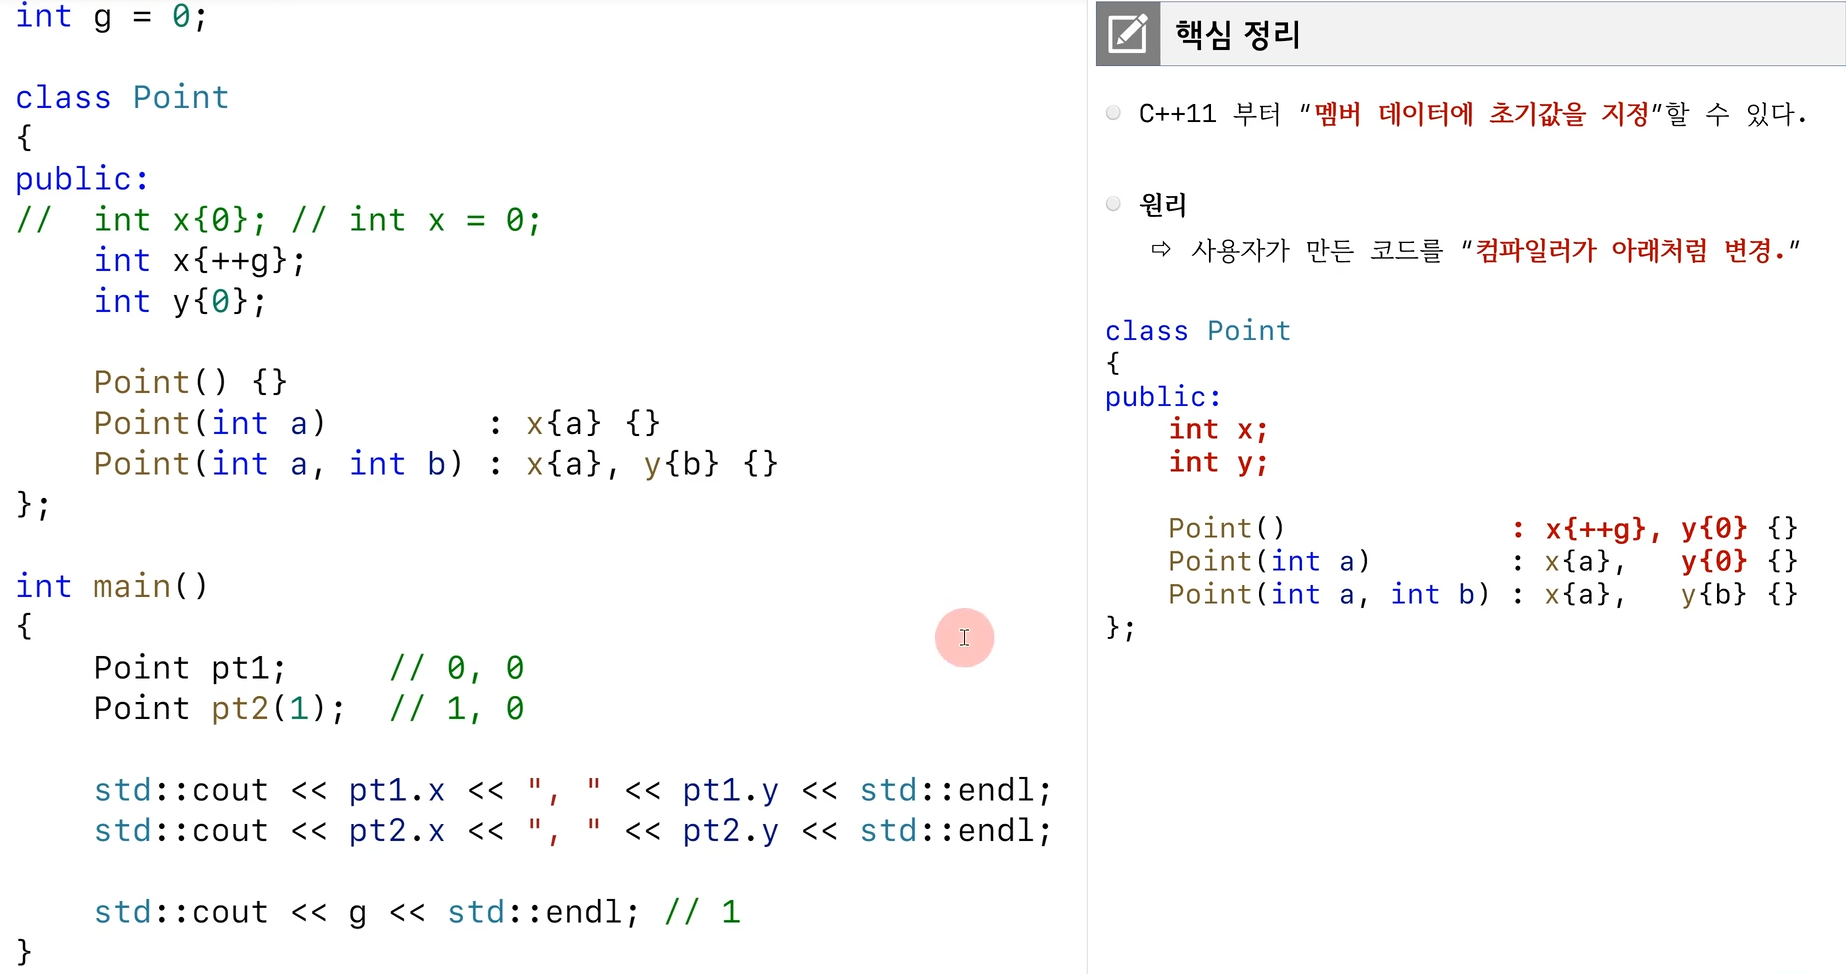 int g = 0;
class Point
{
public:
//  int x{0}; // int x = 0;
    int x{++g};
    int y{0};
    Point() {}
    Point(int a)        : x{a} {}
    Point(int a, int b) : x{a}, y{b} {}
};
int main()
{
    Point pt1;     // 0, 0
    Point pt2(1);  // 1, 0
    std::cout << pt1.x << ", " << pt1.y << std::endl;
    std::cout << pt2.x << ", " << pt2.y << std::endl;
    std::cout << g << std::endl; // 1
}
핵심 정리
C++11 부터 “멤버 데이터에 초기값을 지정”할 수 있다.
원리
⇨ 사용자가 만든 코드를 “컴파일러가 아래처럼 변경.”
class Point
{
public:
    int x;
    int y;
    Point()             : x{++g}, y{0} {}
    Point(int a)        : x{a},   y{0} {}
    Point(int a, int b) : x{a},   y{b} {}
};